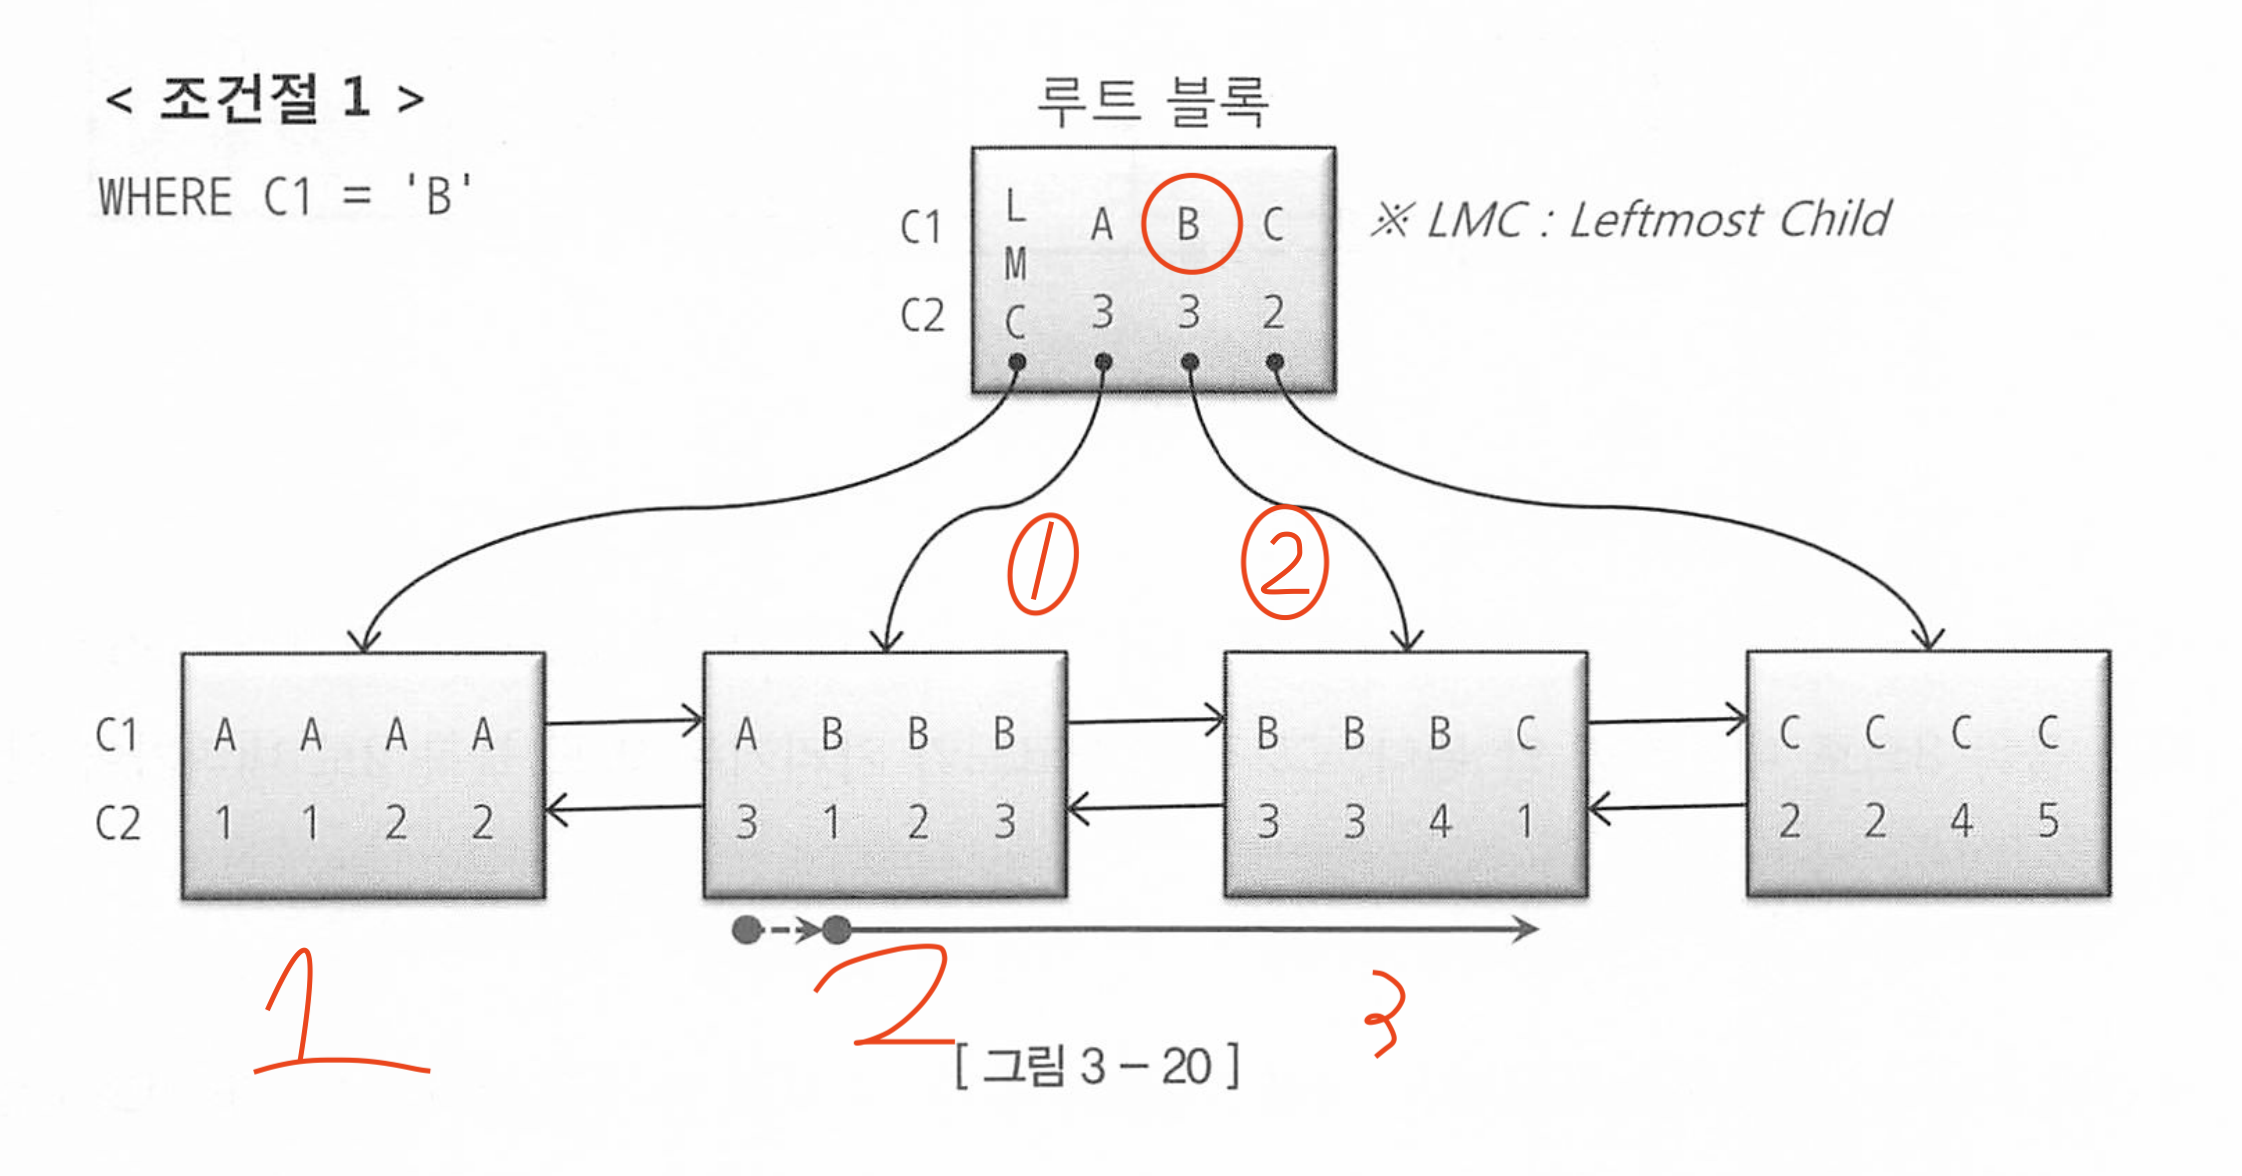 < 조건절 1 >
WHERE C1 = 'B'
루트 블록
C1 L M C A B C
C2 3 3 2
※ LMC : Leftmost Child
1 2
C1 A A A A A B B B B B B C C C C C
C2 1 1 2 2 3 1 2 3 3 3 4 1 2 2 4 5
1 2 3
[ 그림 3 – 20 ]